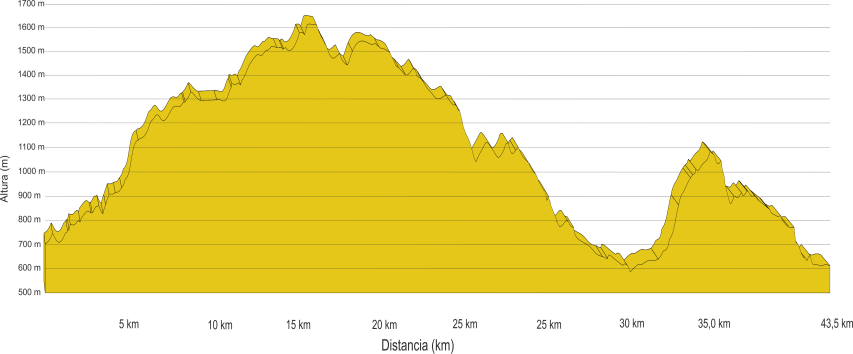 1700 m
1600 m
1500 m
1400 m
1300 m
1200 m
1100 m
1000 m
900 m
800 m
700 m
600 m
500 m
Altura (m)
5 km 10 km 15 km 20 km 25 km 25 km 30 km 35,0 km 43,5 km
Distancia (km)